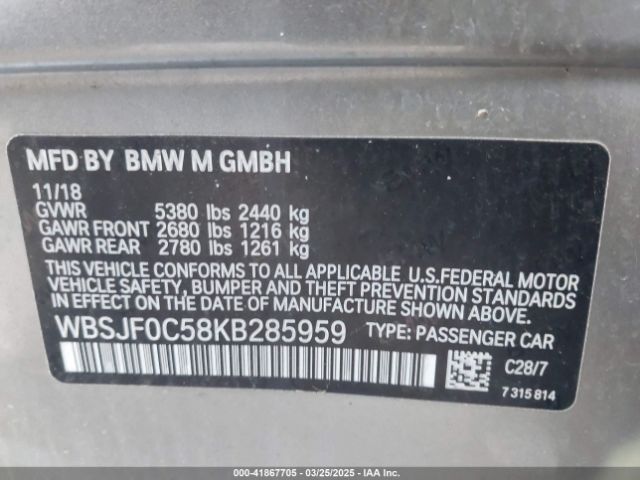 MFD BY BMW M GMBH
11/18
GVWR 5380 lbs 2440 kg
GAWR FRONT 2680 lbs 1216 kg
GAWR REAR 2780 lbs 1261 kg
THIS VEHICLE CONFORMS TO ALL APPLICABLE U.S.FEDERAL MOTOR
VEHICLE SAFETY, BUMPER AND THEFT PREVENTION STANDARDS
IN EFFECT ON THE DATE OF MANUFACTURE SHOWN ABOVE.
WBSJF0C58KB285959 TYPE: PASSENGER CAR
C28/7
7 315 814
000-41867705 — 03/25/2025 — IAA Inc.